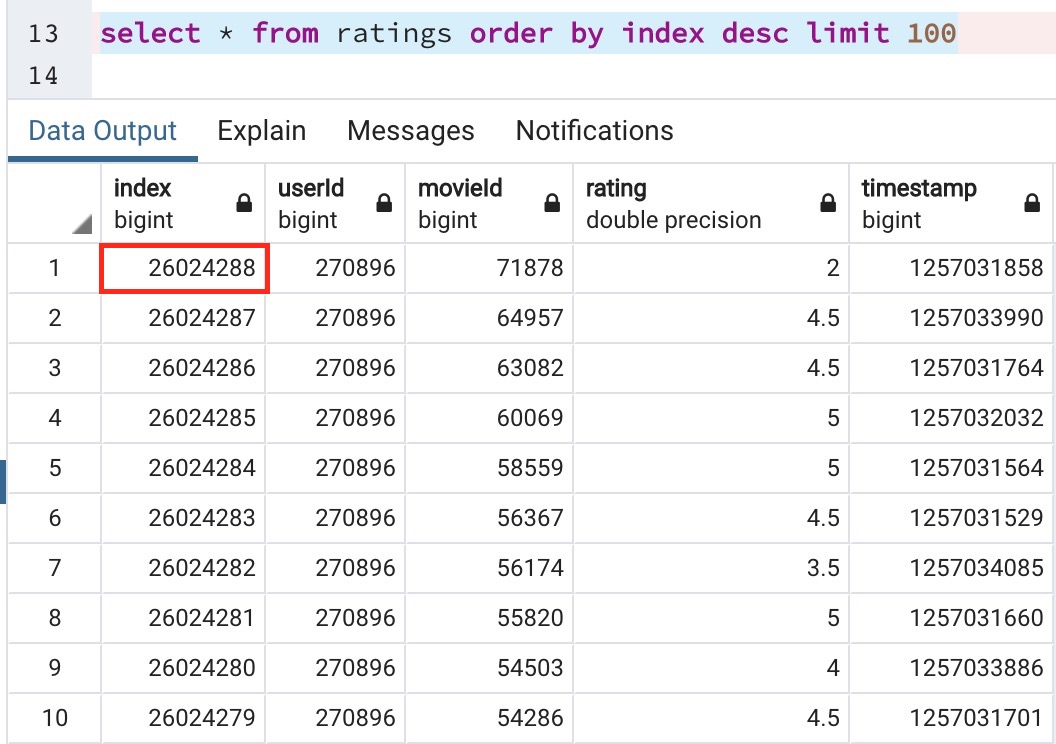 13 select * from ratings order by index desc limit 100
14
Data Output Explain Messages Notifications
index userId movieId rating timestamp
bigint bigint bigint double precision bigint
1 26024288 270896 71878 2 1257031858
2 26024287 270896 64957 4.5 1257033990
3 26024286 270896 63082 4.5 1257031764
4 26024285 270896 60069 5 1257032032
5 26024284 270896 58559 5 1257031564
6 26024283 270896 56367 4.5 1257031529
7 26024282 270896 56174 3.5 1257034085
8 26024281 270896 55820 5 1257031660
9 26024280 270896 54503 4 1257033886
10 26024279 270896 54286 4.5 1257031701